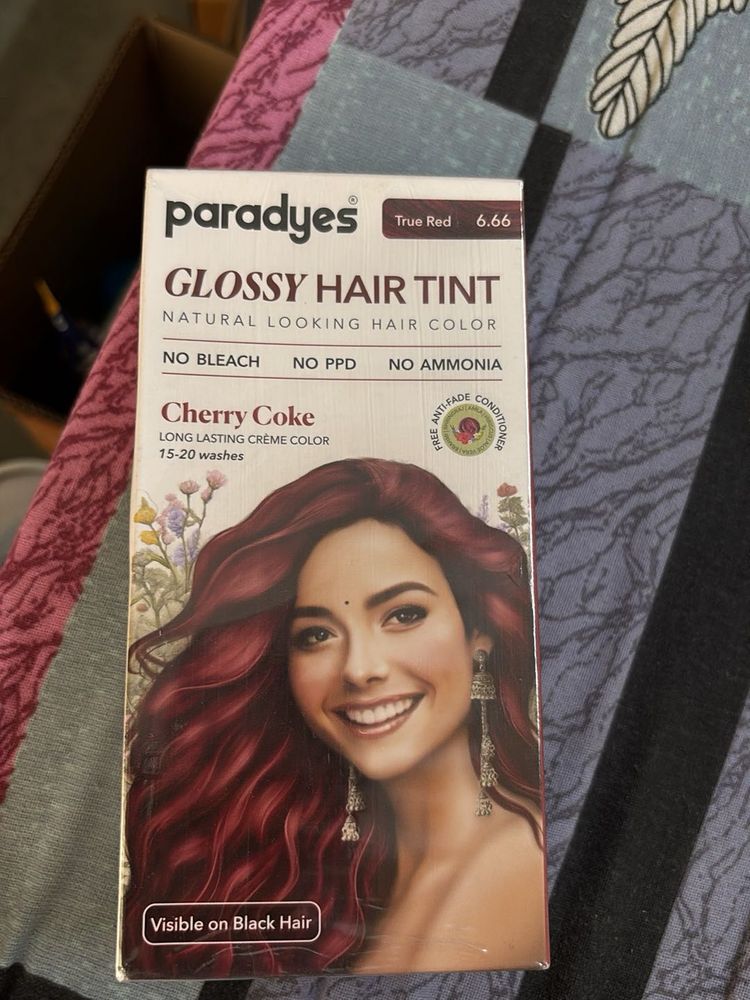 paradyes®
True Red 6.66
GLOSSY HAIR TINT
NATURAL LOOKING HAIR COLOR
NO BLEACH NO PPD NO AMMONIA
Cherry Coke
LONG LASTING CRÈME COLOR
15-20 washes
FREE ANTI-FADE CONDITIONER
Visible on Black Hair